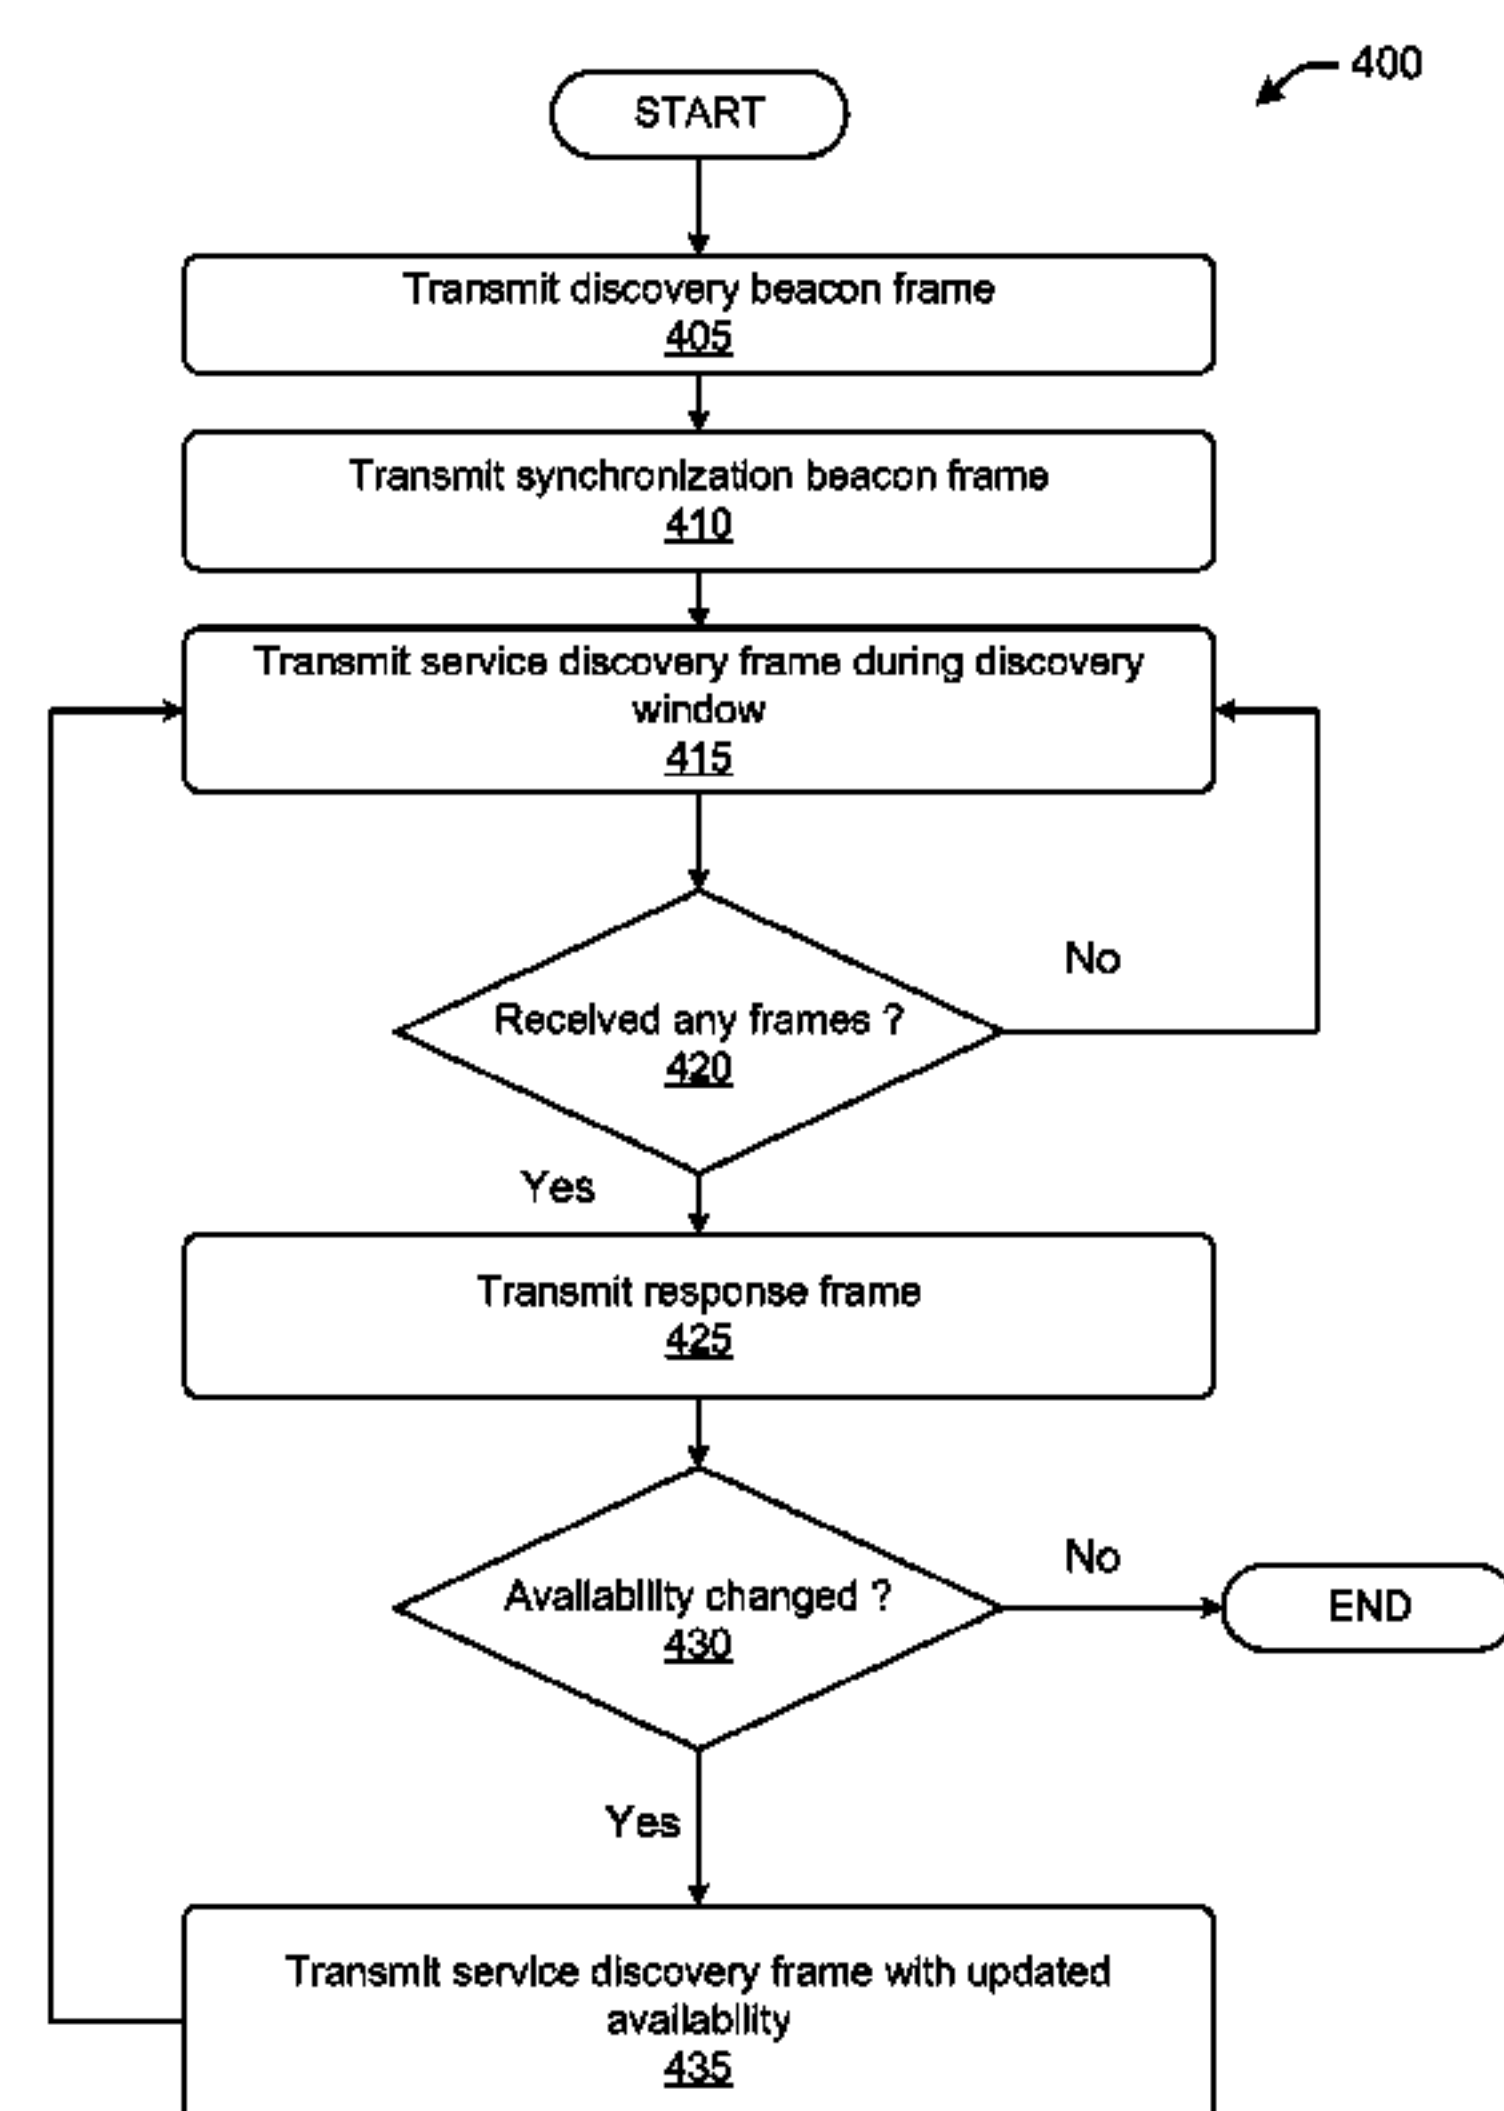 400
START
Transmit discovery beacon frame
405
Transmit synchronization beacon frame
410
Transmit service discovery frame during discovery
window
415
No
Received any frames ?
420
Yes
Transmit response frame
425
No
Availability changed ?
430
END
Yes
Transmit service discovery frame with updated
availability
435